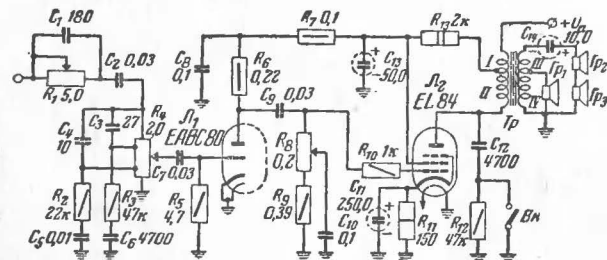 C₁ 180
R₁ 5,0
C₂ 0,03
C₃ 27
C₄ 10
R₄ 2,0
R₂ 22к
R₃ 47к
C₅ 0,01
C₆ 4700
C₇ 0,03
Л₁ EABC80
R₅ 4,7
C₈ 0,1
R₆ 0,22
R₇ 0,1
C₉ 0,03
R₈ 0,2
R₉ 0,39
C₁₀ 0,1
R₁₀ 1к
C₁₁ 250,0
R₁₁ 150
C₁₃ 50,0
R₁₃ 2к
Л₂ EL84
I
II
III
IV
Тр
+Uп
C₁₄ 10,0
Гр₁
Гр₂
Гр₃
C₁₂ 4700
R₁₂ 47к
Вк